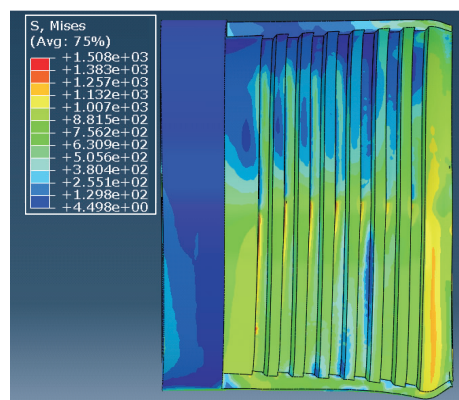 S, Mises
(Avg: 75%)
+1.508e+03
+1.383e+03
+1.257e+03
+1.132e+03
+1.007e+03
+8.815e+02
+7.562e+02
+6.309e+02
+5.056e+02
+3.804e+02
+2.551e+02
+1.298e+02
+4.498e+00